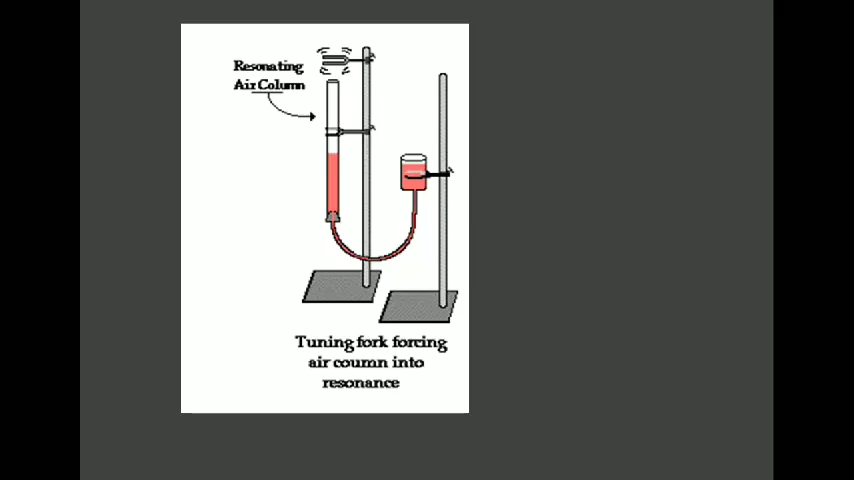 Resonating
Air Column
Tuning fork forcing
air coumn into
resonance